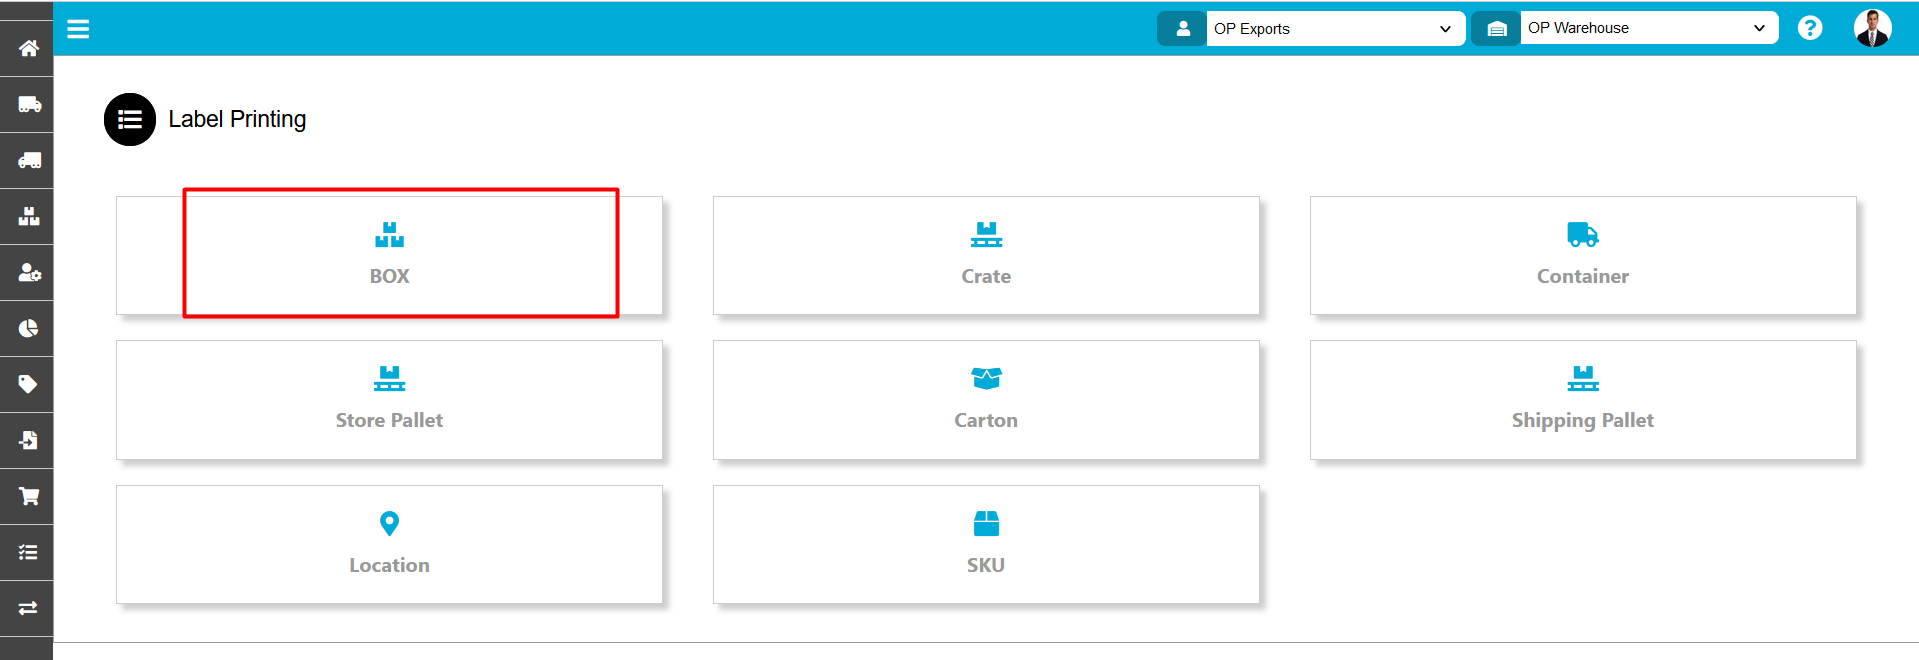 OP Exports
OP Warehouse
?
Label Printing
BOX
Crate
Container
Store Pallet
Carton
Shipping Pallet
Location
SKU